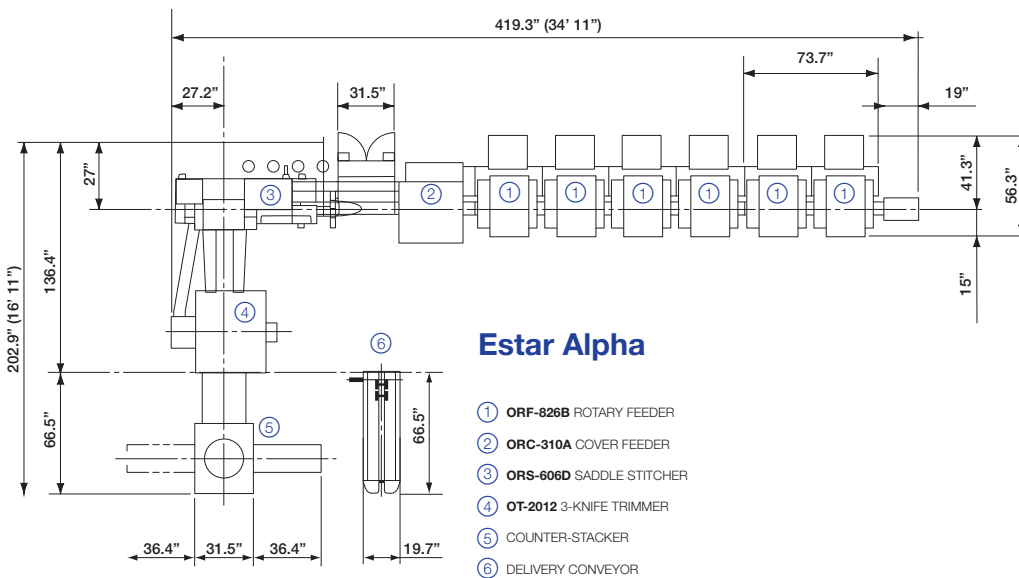 419.3” (34’ 11”)
73.7”
27.2”
31.5”
19”
27”
41.3”
56.3”
3
2
1
1
1
1
1
1
136.4”
202.9” (16’ 11”)
15”
4
6
Estar Alpha
66.5”
5
66.5”
1 ORF-826B ROTARY FEEDER
2 ORC-310A COVER FEEDER
3 ORS-606D SADDLE STITCHER
4 OT-2012 3-KNIFE TRIMMER
5 COUNTER-STACKER
6 DELIVERY CONVEYOR
36.4”
31.5”
36.4”
19.7”